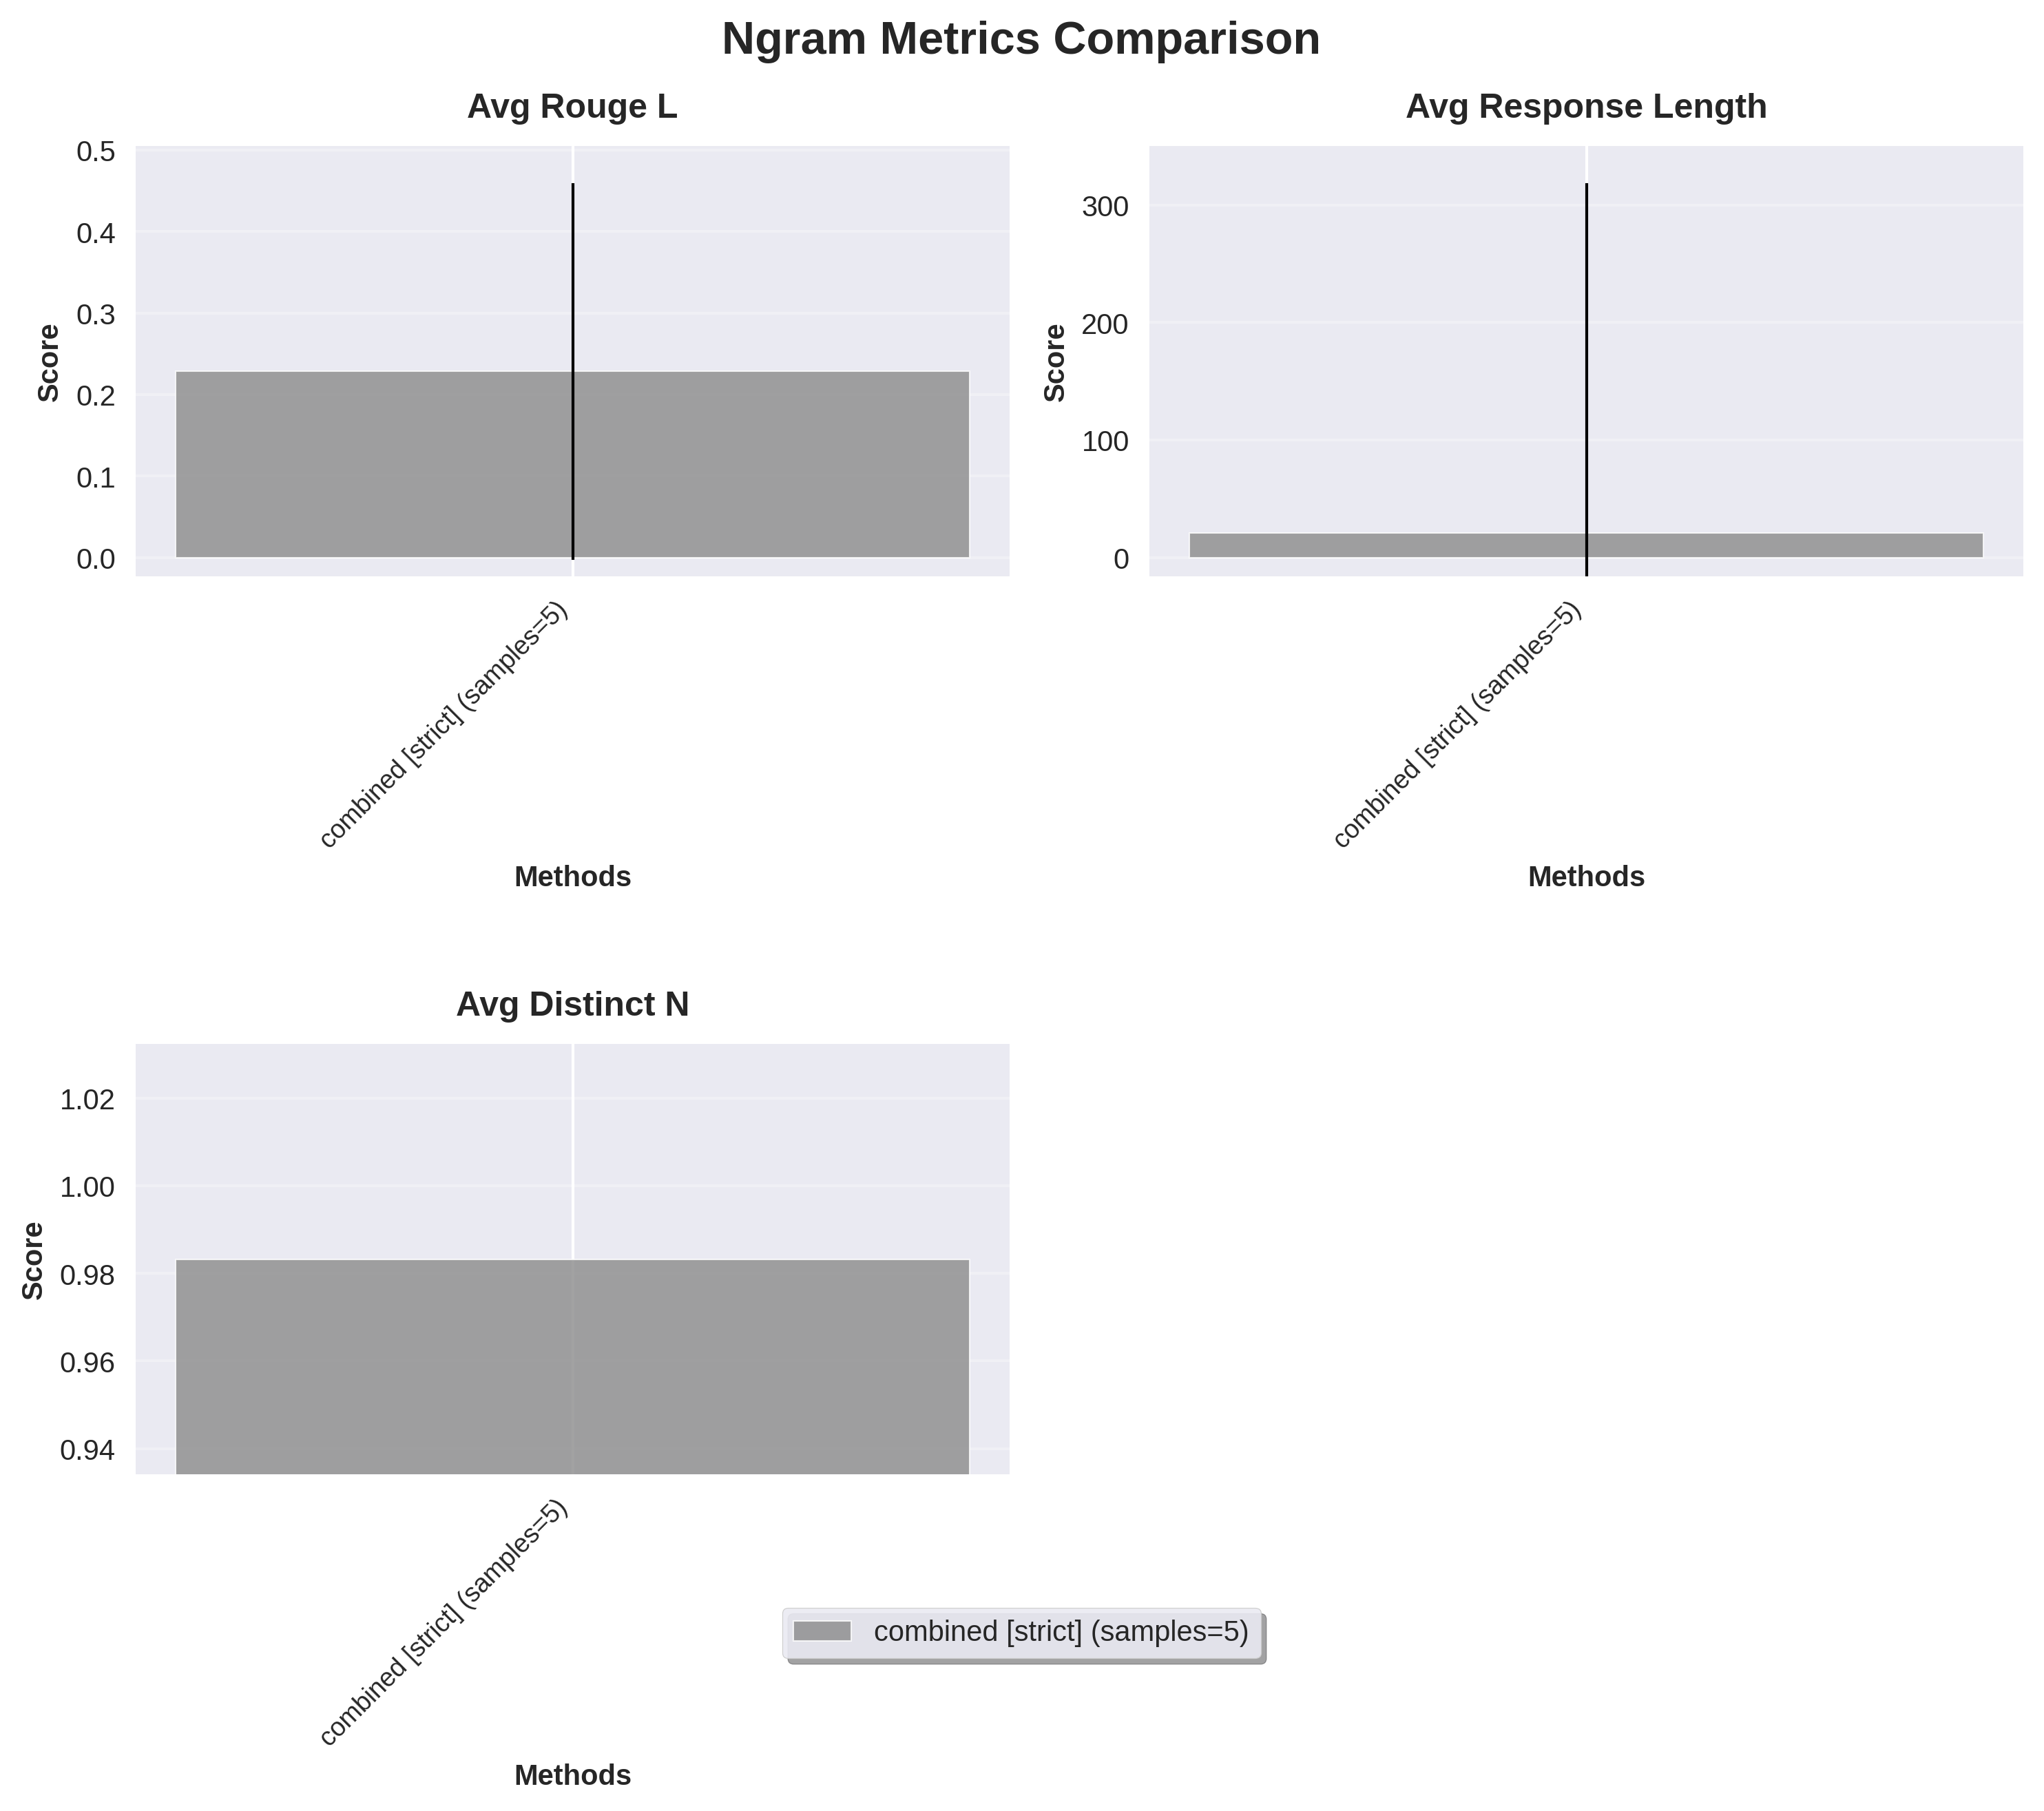 Ngram Metrics Comparison
Avg Rouge L
0.5
0.4
0.3
0.2
0.1
0.0
Score
combined [strict] (samples=5)
Methods
Avg Response Length
300
200
100
0
Score
combined [strict] (samples=5)
Methods
Avg Distinct N
1.02
1.00
0.98
0.96
0.94
Score
combined [strict] (samples=5)
Methods
combined [strict] (samples=5)